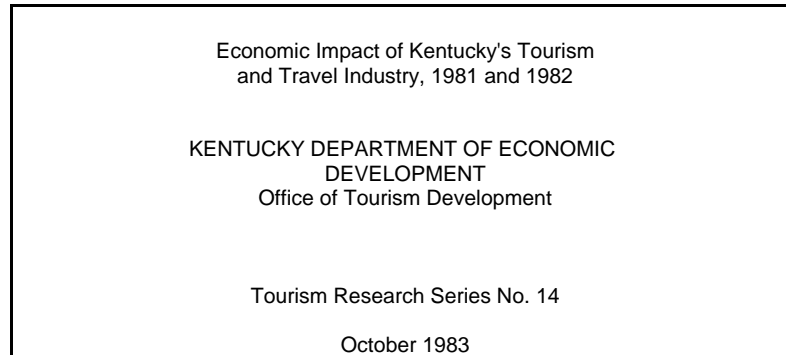 Economic Impact of Kentucky's Tourism
and Travel Industry, 1981 and 1982
KENTUCKY DEPARTMENT OF ECONOMIC
DEVELOPMENT
Office of Tourism Development
Tourism Research Series No. 14
October 1983